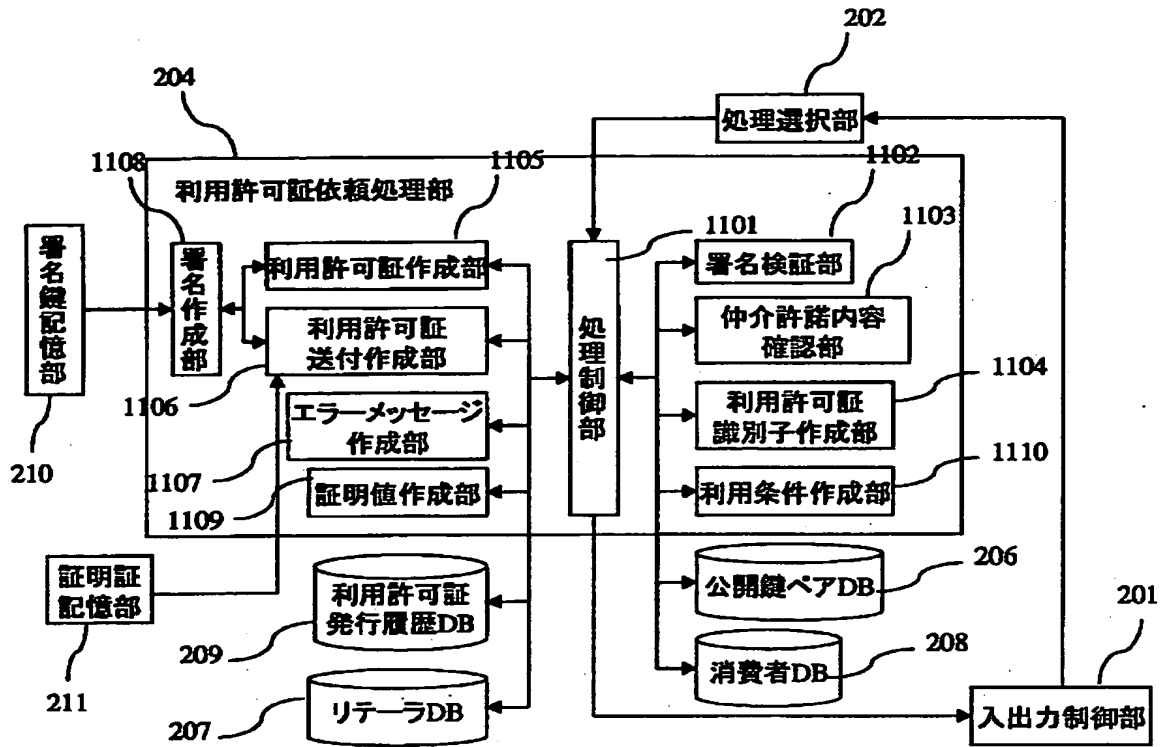 202
204
処理選択部
1108
1105
1102
利用許可証依頼処理部
1103
1101
署名鍵記憶部
署名作成部
利用許可証作成部
処理制御部
署名検証部
利用許可証
送付作成部
仲介許諾内容
確認部
1106
1104
エラーメッセージ
作成部
利用許可証
識別子作成部
210
1107
1110
証明値作成部
利用条件作成部
1109
206
証明証
記憶部
利用許可証
発行履歴DB
公開鍵ペアDB
201
209
208
211
消費者DB
リテーラDB
入出力制御部
207